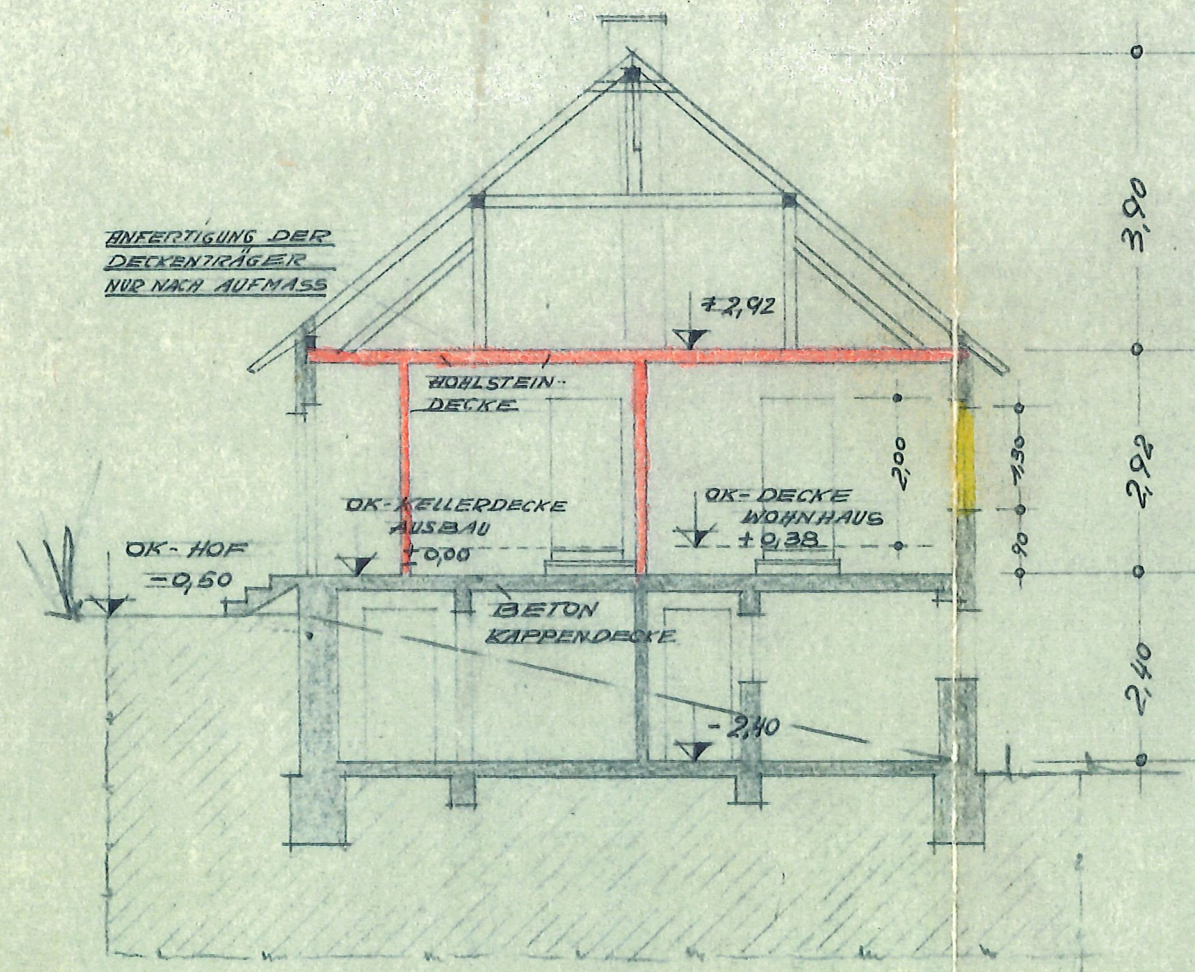 ANFERTIGUNG DER
DECKENTRÄGER
NUR NACH AUFMASS
3,90
+2,92
HOHLSTEIN-
DECKE
2,00
1,30
2,92
OK-KELLERDECKE
AUSBAU
±0,00
OK-DECKE
WOHNHAUS
+0,38
90
OK-HOF
-0,50
BETON
KAPPENDECKE
2,40
-2,40